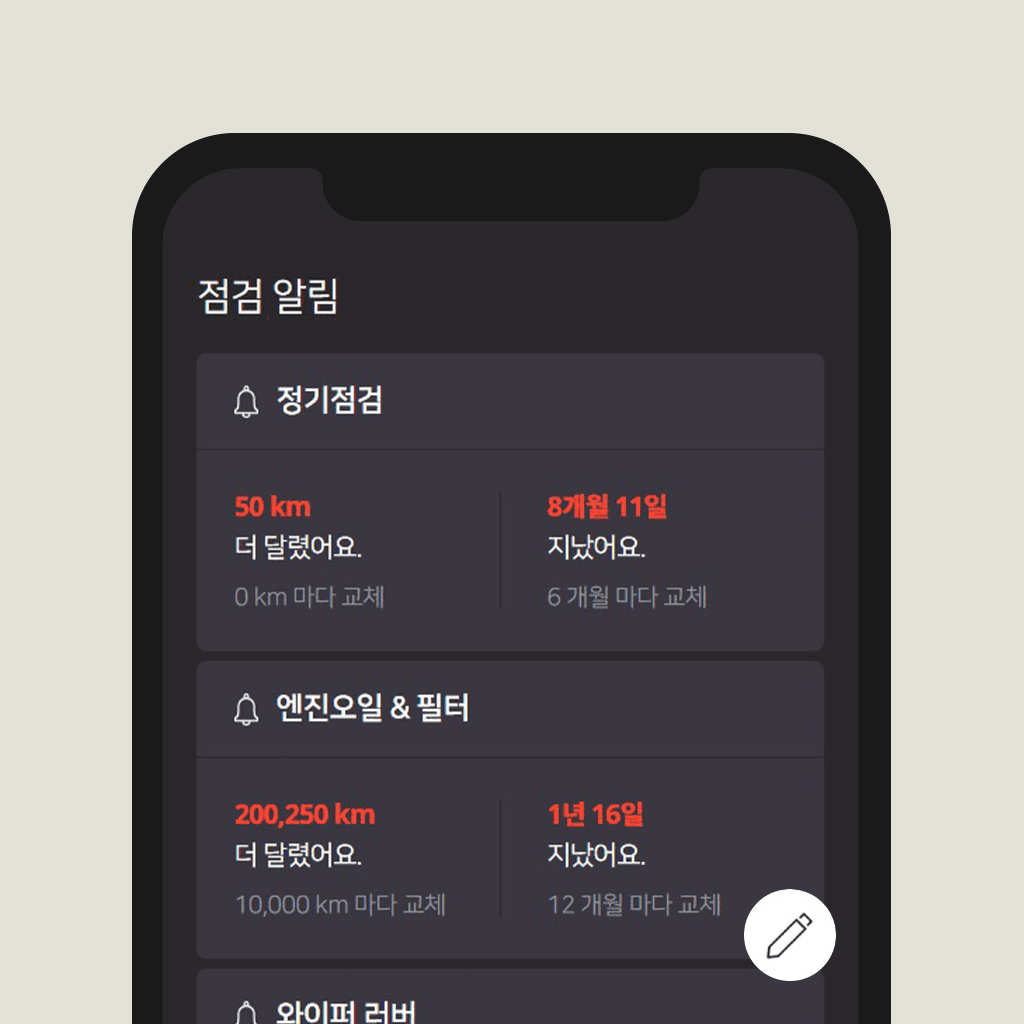 점검 알림
정기점검
50 km
더 달렸어요.
0 km 마다 교체
8개월 11일
지났어요.
6 개월 마다 교체
엔진오일 & 필터
200,250 km
더 달렸어요.
10,000 km 마다 교체
1년 16일
지났어요.
12 개월 마다 교체
와이퍼 러버